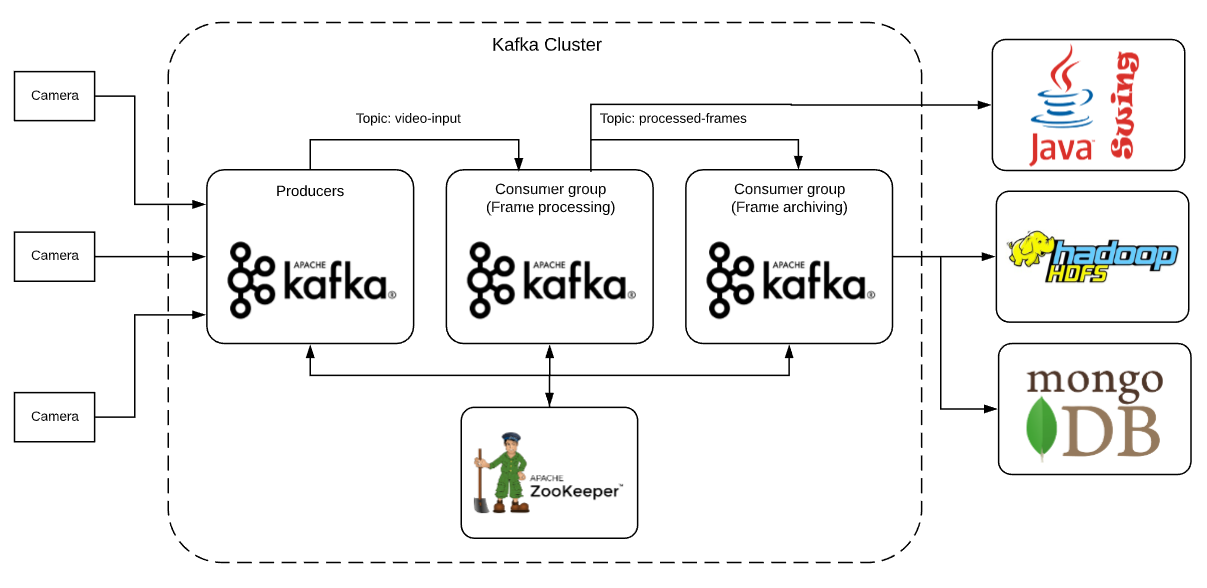 Kafka Cluster
Camera
Camera
Camera
Topic: video-input
Topic: processed-frames
Producers
APACHE
kafka®
Consumer group
(Frame processing)
APACHE
kafka®
Consumer group
(Frame archiving)
APACHE
kafka®
APACHE
ZooKeeper™
Java™
Swing
hadoop
HDFS
mongo
DB